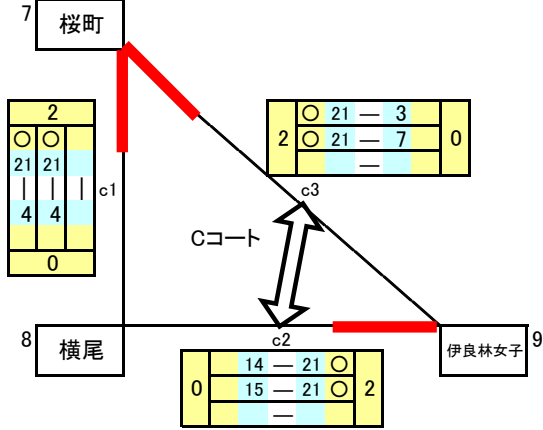 7 桜町
2
○ ○
21 21
| | |
4 4
0
c1
2 ○ 21 — 3 0
○ 21 — 7
—
c3
Cコート
8 横尾
c2
伊良林女子 9
0 14 — 21 ○ 2
15 — 21 ○
—